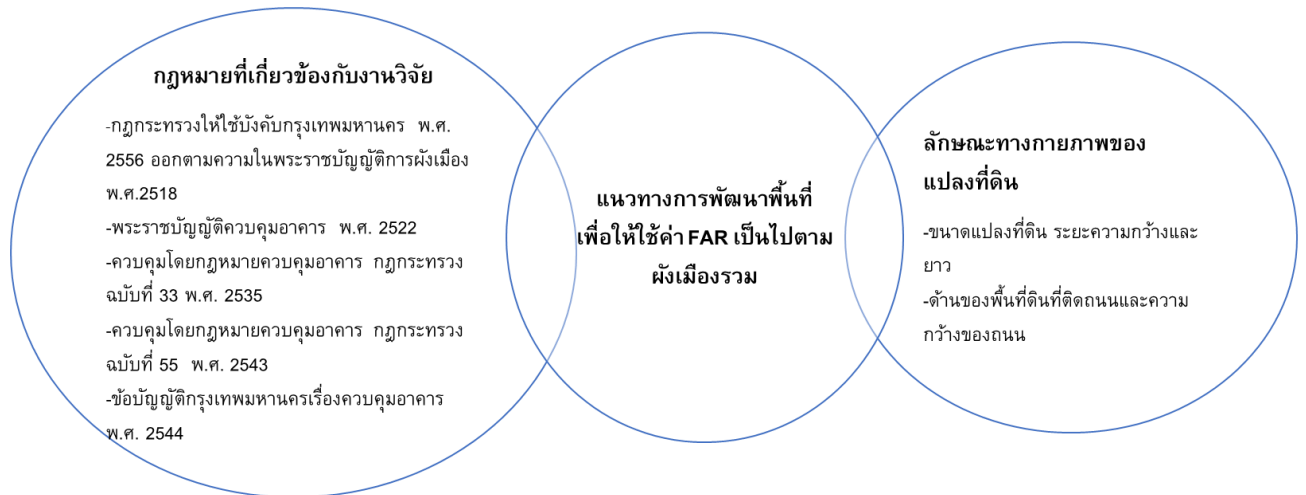 กฎหมายที่เกี่ยวข้องกับงานวิจัย
-กฎกระทรวงให้ใช้บังคับกรุงเทพมหานคร พ.ศ.
2556 ออกตามความในพระราชบัญญัติการผังเมือง
พ.ศ.2518
-พระราชบัญญัติควบคุมอาคาร พ.ศ. 2522
-ควบคุมโดยกฎหมายควบคุมอาคาร กฎกระทรวง
ฉบับที่ 33 พ.ศ. 2535
-ควบคุมโดยกฎหมายควบคุมอาคาร กฎกระทรวง
ฉบับที่ 55 พ.ศ. 2543
-ข้อบัญญัติกรุงเทพมหานครเรื่องควบคุมอาคาร
พ.ศ. 2544
แนวทางการพัฒนาพื้นที่
เพื่อให้ใช้ค่า FAR เป็นไปตาม
ผังเมืองรวม
ลักษณะทางกายภาพของ
แปลงที่ดิน
-ขนาดแปลงที่ดิน ระยะความกว้างและ
ยาว
-ด้านของพื้นที่ดินที่ติดถนนและความ
กว้างของถนน